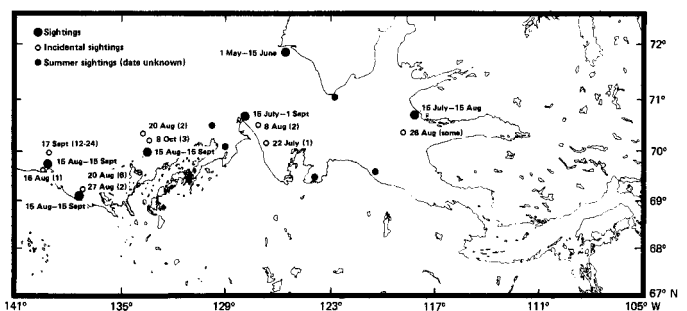 Sightings
Incidental sightings
Summer sightings (date unknown)
1 May–15 June
72°
71°
70°
69°
68°
67° N
15 July–1 Sept
8 Aug (2)
22 July (1)
15 July–15 Aug
26 Aug (some)
20 Aug (2)
8 Oct (3)
15 Aug–15 Sept
17 Sept (12-24)
15 Aug–15 Sept
16 Aug (1)
20 Aug (6)
27 Aug (2)
15 Aug–15 Sept
141°
135°
129°
123°
117°
111°
105° W